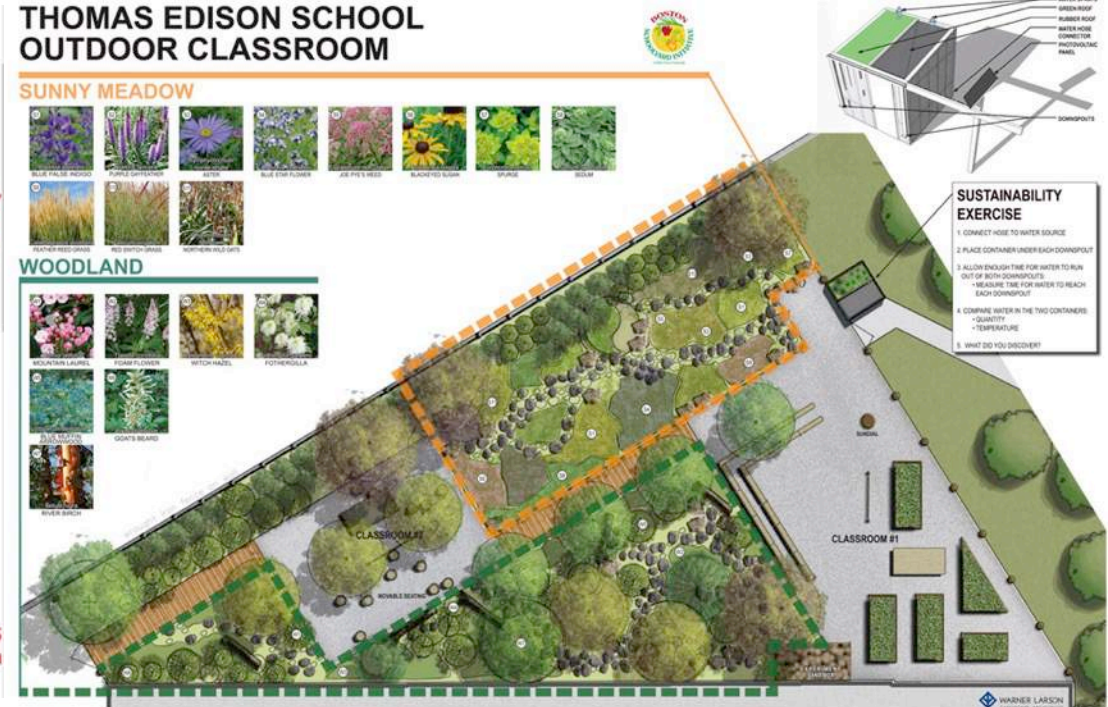 THOMAS EDISON SCHOOL
OUTDOOR CLASSROOM
BOSTON
SCHOOLYARD INITIATIVE
GREEN ROOF
RUBBER ROOF
WATER HOSE
CONNECTOR
PHOTOVOLTAIC
PANEL
DOWNSPOUTS
SUNNY MEADOW
BLUE FALSE INDIGO
PURPLE GAYFEATHER
ASTER
BLUE STAR FLOWER
JOE PYE'S WEED
BLACKEYED SUSAN
SPURGE
SEDUM
FEATHER REED GRASS
RED SWITCH GRASS
NORTHERN WILD OATS
WOODLAND
MOUNTAIN LAUREL
FOAM FLOWER
WITCH HAZEL
FOTHERGILLA
BLUE MUFFIN
ARROWWOOD
GOATS BEARD
RIVER BIRCH
SUSTAINABILITY
EXERCISE
1. CONNECT HOSE TO WATER SOURCE
2. PLACE CONTAINER UNDER EACH DOWNSPOUT
3. ALLOW ENOUGH TIME FOR WATER TO RUN
OUT OF BOTH DOWNSPOUTS:
• MEASURE TIME FOR WATER TO REACH
EACH DOWNSPOUT
4. COMPARE WATER IN THE TWO CONTAINERS:
• QUANTITY
• TEMPERATURE
5. WHAT DID YOU DISCOVER?
SUNDIAL
CLASSROOM #1
CLASSROOM #2
MOVABLE SEATING
EXPERIMENT
WARNER LARSON